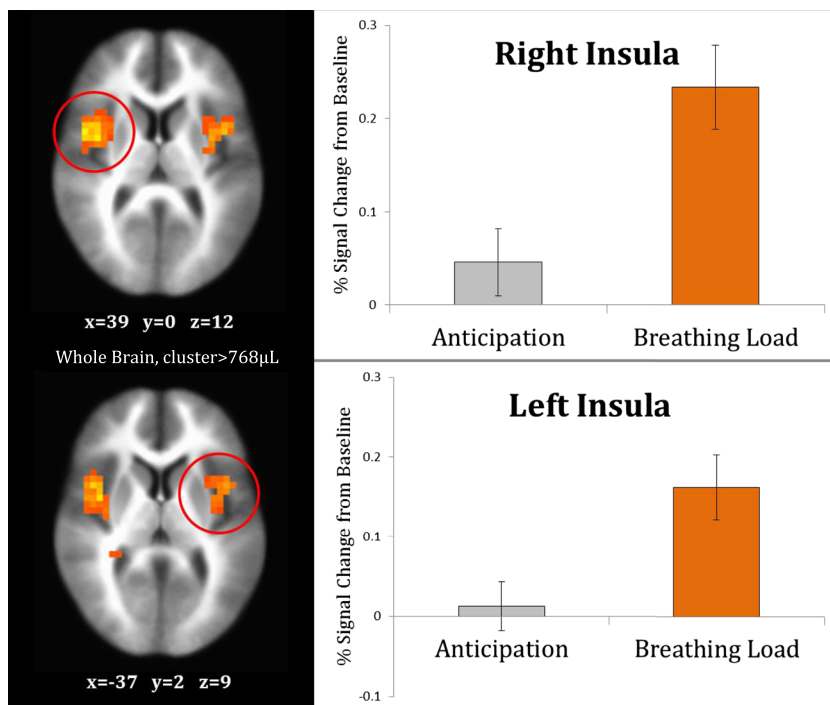 x=39 y=0 z=12
Whole Brain, cluster>768μL
x=-37 y=2 z=9
Right Insula
% Signal Change from Baseline
0.3
0.2
0.1
0
Anticipation Breathing Load
Left Insula
% Signal Change from Baseline
0.3
0.2
0.1
0
-0.1
Anticipation Breathing Load